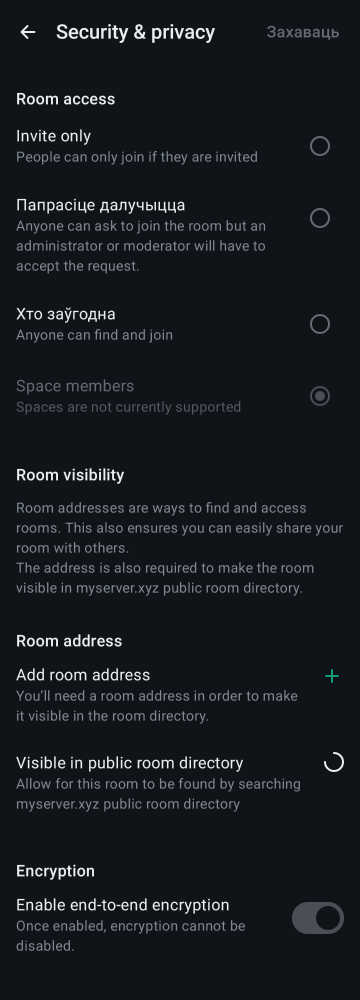 Security & privacy
Захаваць
Room access
Invite only
People can only join if they are invited
Папрасіце далучыцца
Anyone can ask to join the room but an
administrator or moderator will have to
accept the request.
Хто заўгодна
Anyone can find and join
Space members
Spaces are not currently supported
Room visibility
Room addresses are ways to find and access
rooms. This also ensures you can easily share your
room with others.
The address is also required to make the room
visible in myserver.xyz public room directory.
Room address
Add room address
You'll need a room address in order to make
it visible in the room directory.
Visible in public room directory
Allow for this room to be found by searching
myserver.xyz public room directory
Encryption
Enable end-to-end encryption
Once enabled, encryption cannot be
disabled.